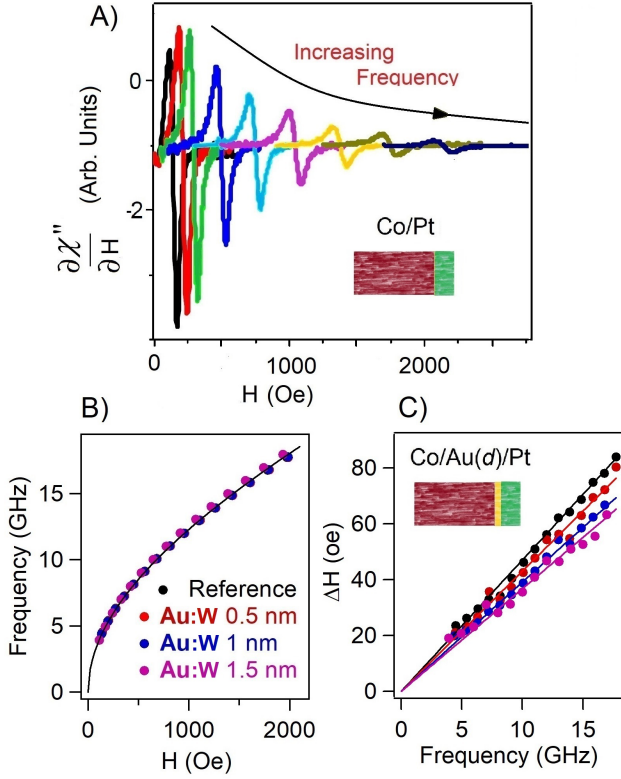 A)
Increasing
Frequency
0
-2
∂χ" / ∂H (Arb. Units)
Co/Pt
0 1000 2000
H (Oe)
B)
15
10
5
0
Frequency (GHz)
Reference
Au:W 0.5 nm
Au:W 1 nm
Au:W 1.5 nm
0 1000 2000
H (Oe)
C)
Co/Au(d)/Pt
80
60
40
20
0
ΔH (oe)
0 5 10 15
Frequency (GHz)